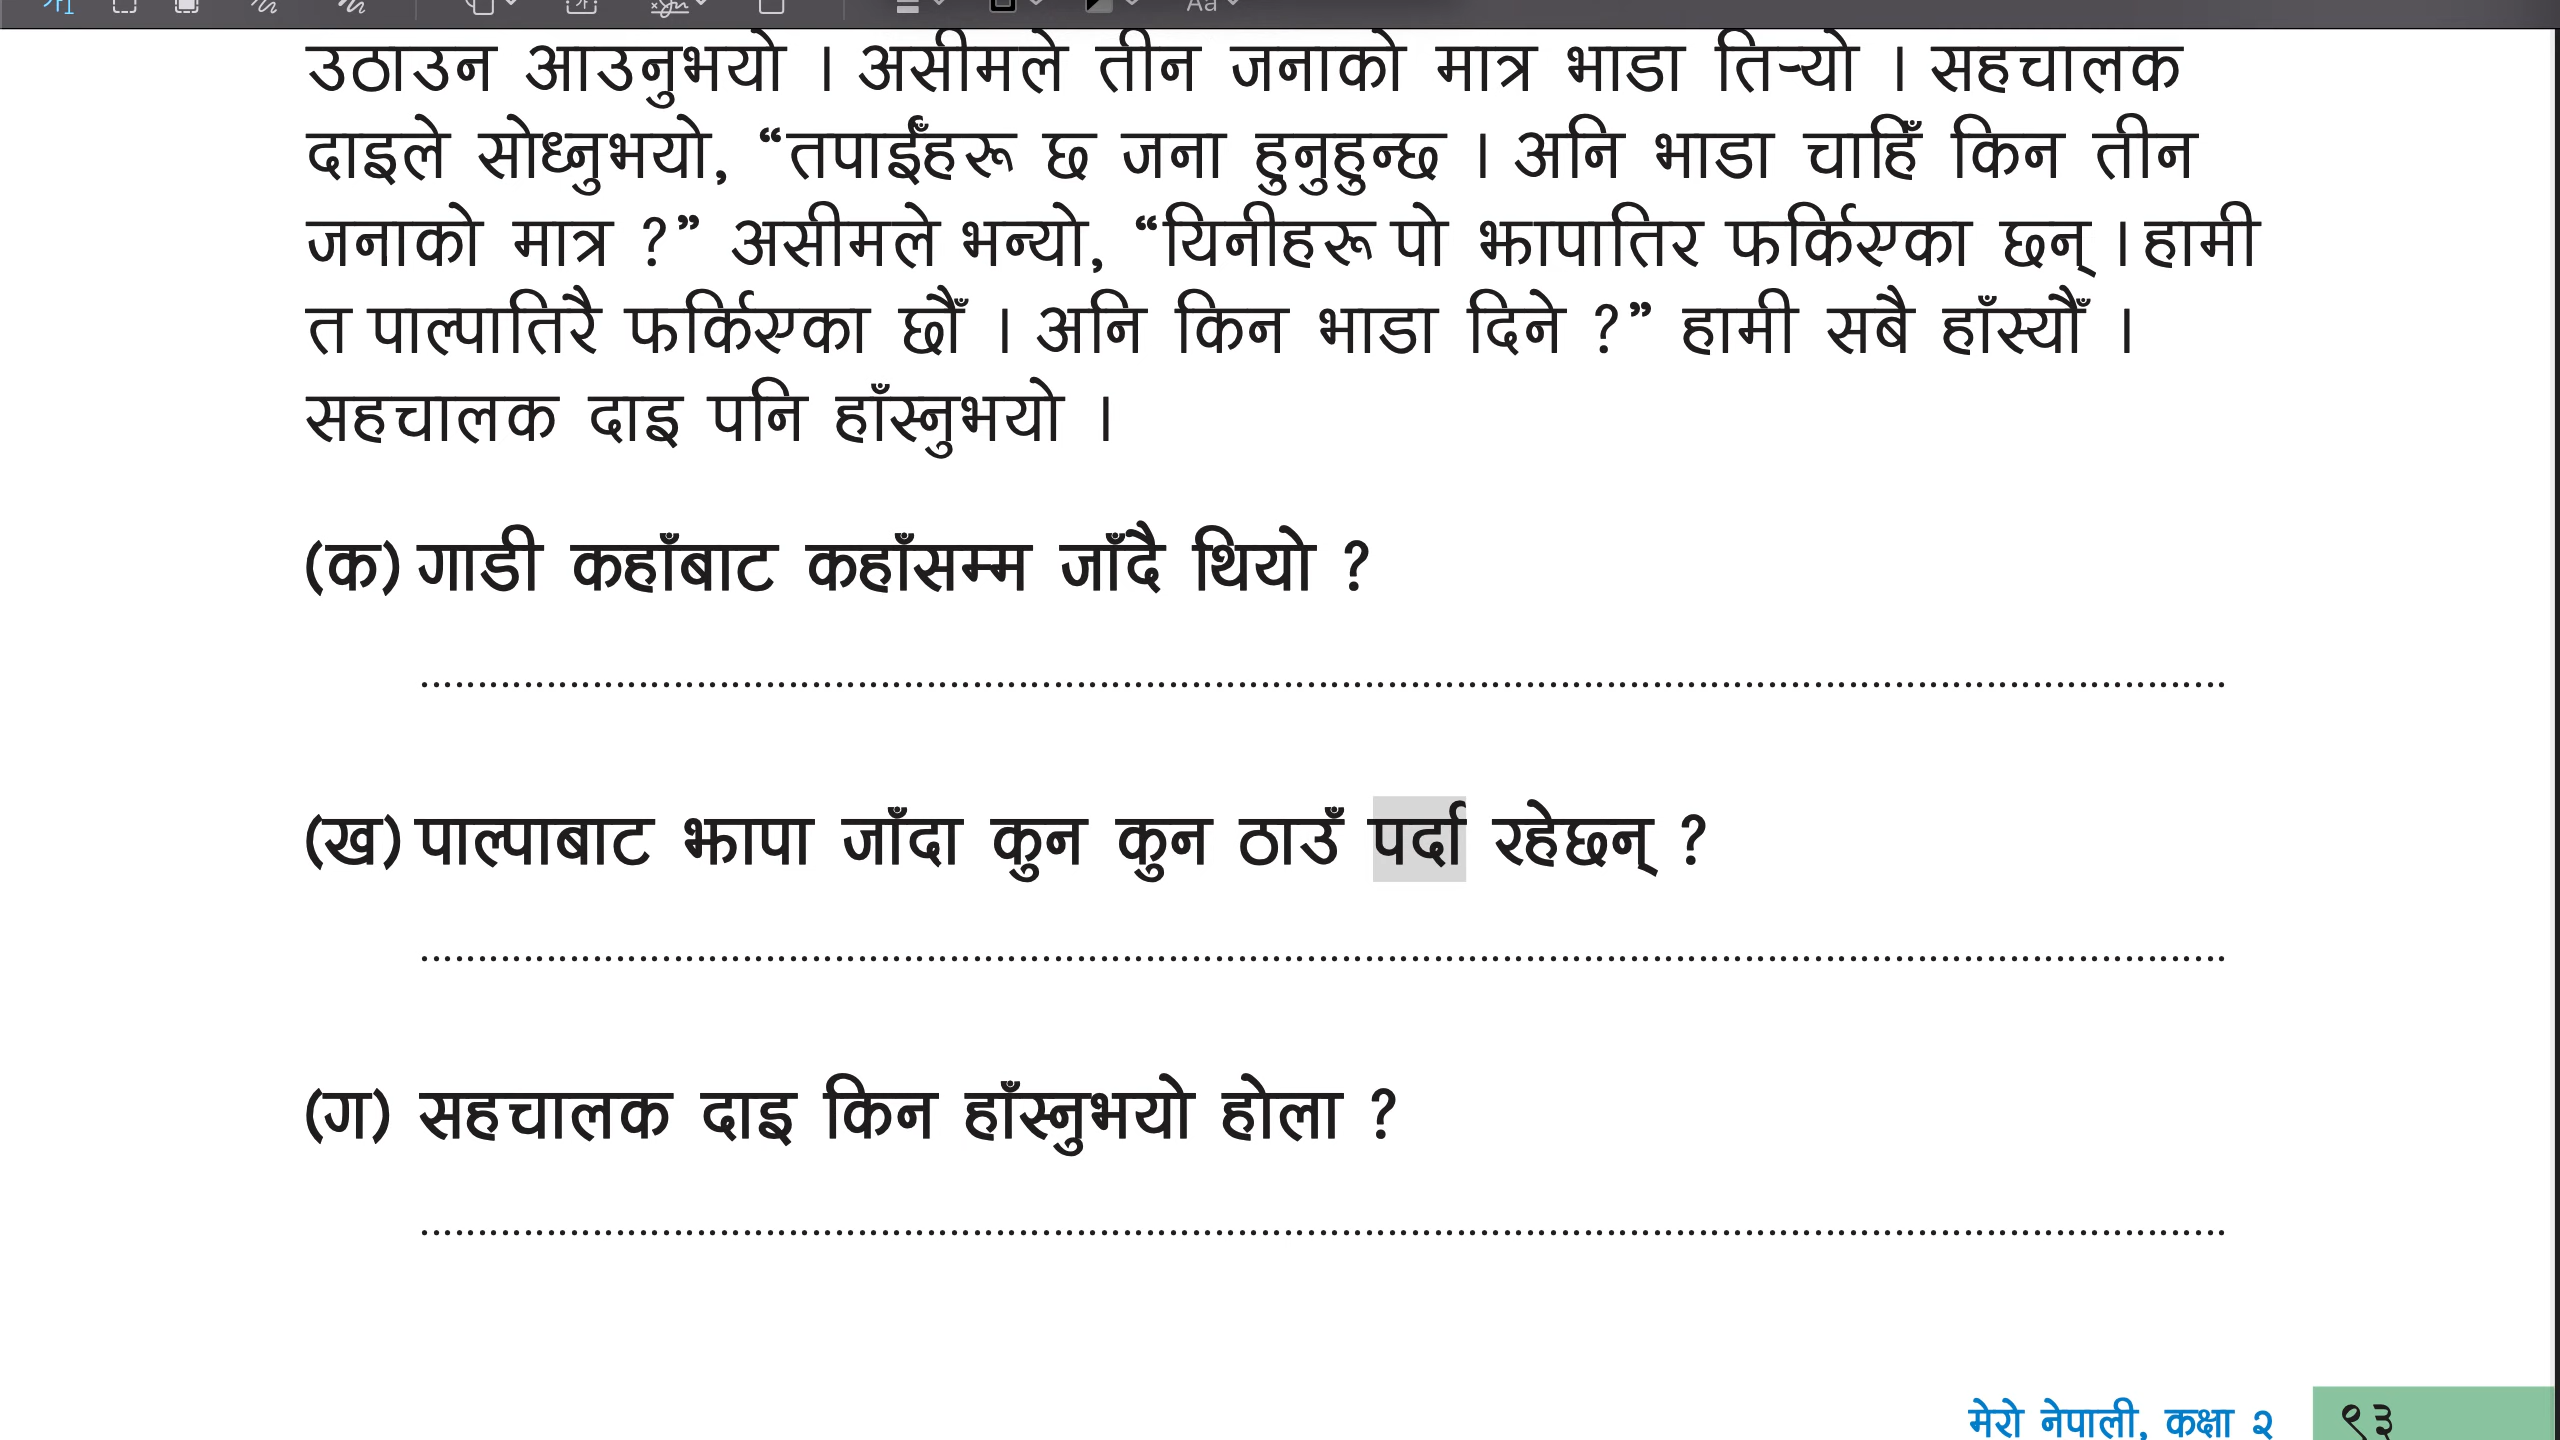 उठाउन आउनुभयो । असीमले तीन जनाको मात्र भाडा तिऱ्यो । सहचालक
दाइले सोध्नुभयो, “तपाईँहरू छ जना हुनुहुन्छ । अनि भाडा चाहिँ किन तीन
जनाको मात्र ?” असीमले भन्यो, “यिनीहरू पो झापातिर फर्किएका छन् । हामी
त पाल्पातिरै फर्किएका छौँ । अनि किन भाडा दिने ?” हामी सबै हाँस्यौँ ।
सहचालक दाइ पनि हाँस्नुभयो ।
(क) गाडी कहाँबाट कहाँसम्म जाँदै थियो ?
(ख) पाल्पाबाट झापा जाँदा कुन कुन ठाउँ पर्दा रहेछन् ?
(ग) सहचालक दाइ किन हाँस्नुभयो होला ?
मेरो नेपाली, कक्षा २ ९३